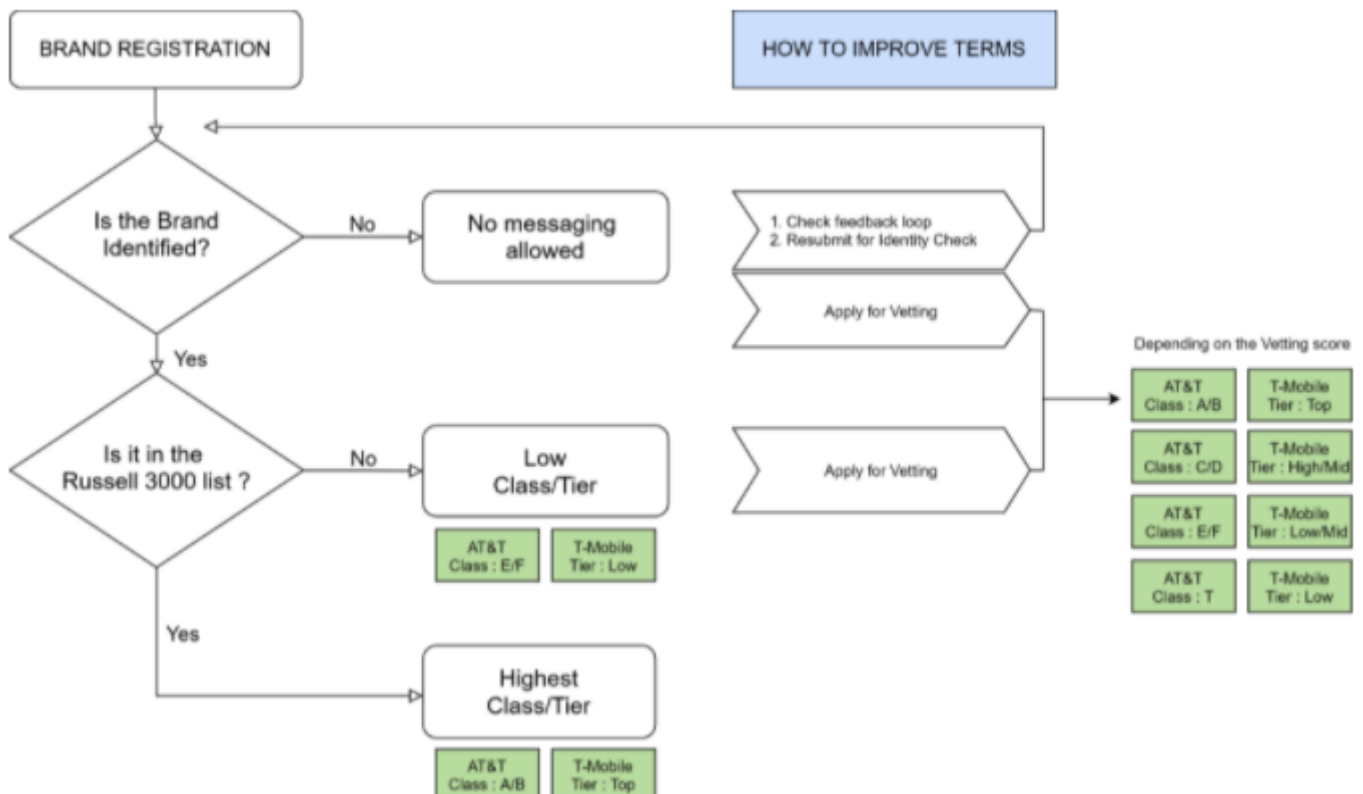 BRAND REGISTRATION
HOW TO IMPROVE TERMS
Is the Brand
Identified?
No
No messaging
allowed
1. Check feedback loop
2. Resubmit for Identity Check
Apply for Vetting
Yes
Depending on the Vetting score
AT&T
Class : A/B
T-Mobile
Tier : Top
AT&T
Class : C/D
T-Mobile
Tier : High/Mid
AT&T
Class : E/F
T-Mobile
Tier : Low/Mid
AT&T
Class : T
T-Mobile
Tier : Low
Is it in the
Russell 3000 list ?
No
Low
Class/Tier
Apply for Vetting
AT&T
Class : E/F
T-Mobile
Tier : Low
Yes
Highest
Class/Tier
AT&T
Class : A/B
T-Mobile
Tier : Top